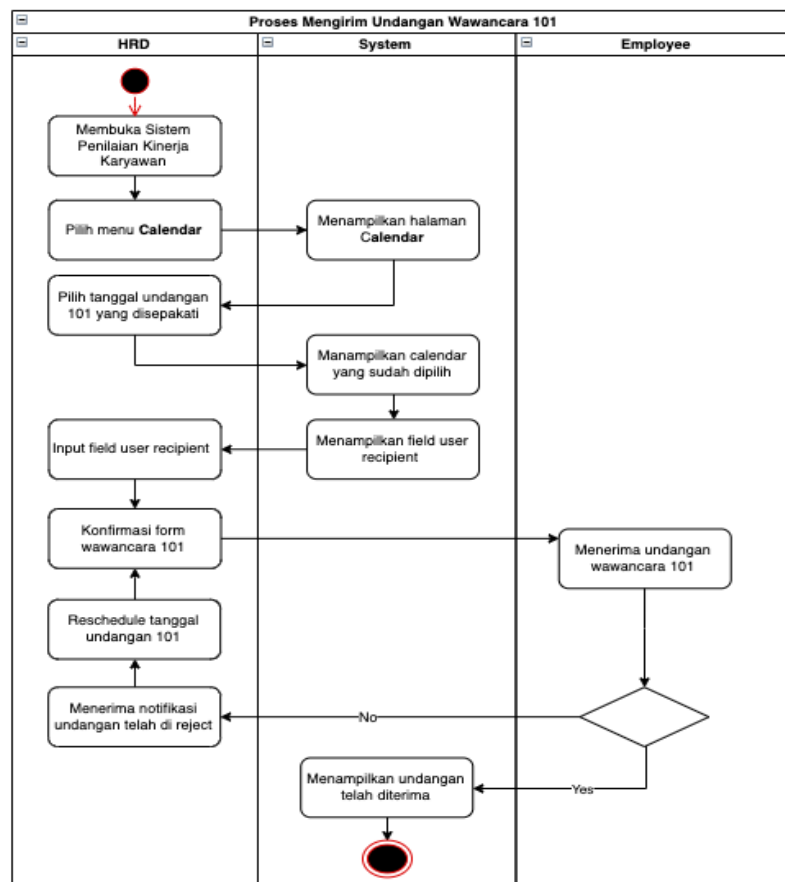 Proses Mengirim Undangan Wawancara 101
HRD
System
Employee
Membuka Sistem
Penilaian Kinerja
Karyawan
Pilih menu Calendar
Menampilkan halaman
Calendar
Pilih tanggal undangan
101 yang disepakati
Manampilkan calendar
yang sudah dipilih
Menampilkan field user
recipient
Input field user recipient
Konfirmasi form
wawancara 101
Menerima undangan
wawancara 101
Reschedule tanggal
undangan 101
Menerima notifikasi
undangan telah di reject
No
Menampilkan undangan
telah diterima
Yes